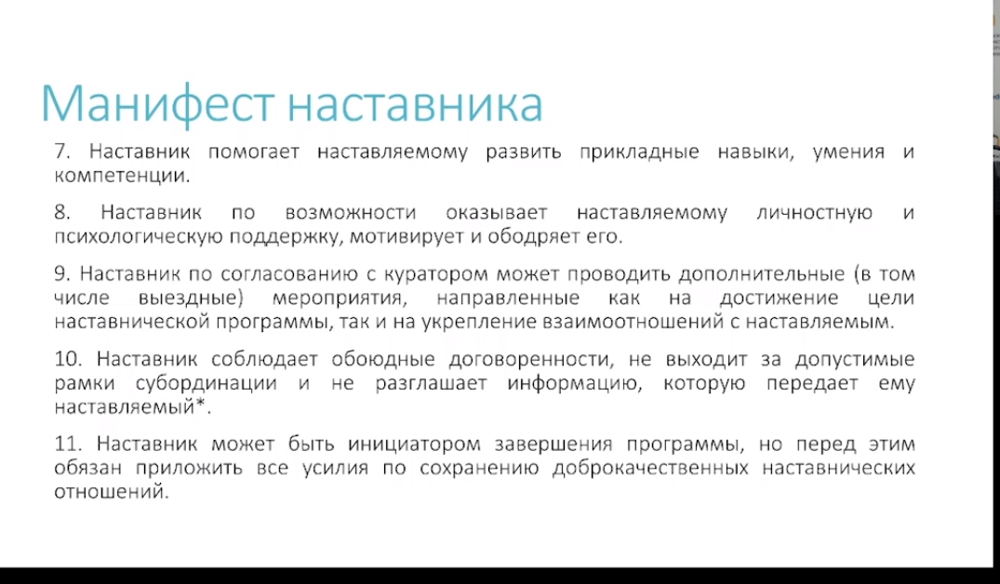 Манифест наставника
7. Наставник помогает наставляемому развить прикладные навыки, умения и
компетенции.
8. Наставник по возможности оказывает наставляемому личностную и
психологическую поддержку, мотивирует и ободряет его.
9. Наставник по согласованию с куратором может проводить дополнительные (в том
числе выездные) мероприятия, направленные как на достижение цели
наставнической программы, так и на укрепление взаимоотношений с наставляемым.
10. Наставник соблюдает обоюдные договоренности, не выходит за допустимые
рамки субординации и не разглашает информацию, которую передает ему
наставляемый*.
11. Наставник может быть инициатором завершения программы, но перед этим
обязан приложить все усилия по сохранению доброкачественных наставнических
отношений.